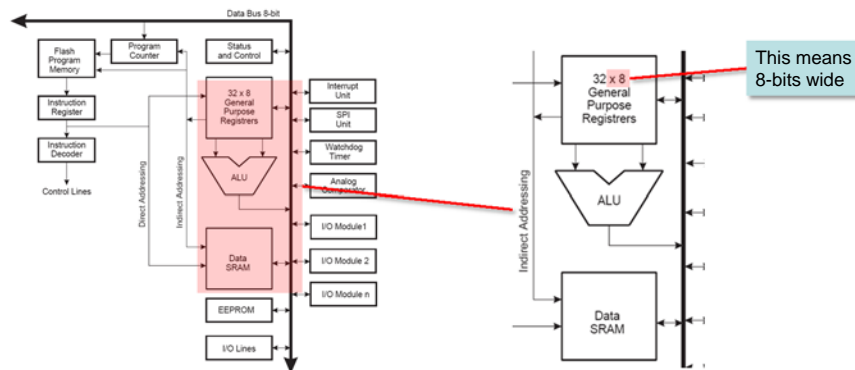 Data Bus 8-bit
Flash
Program
Memory
Program
Counter
Status
and Control
Instruction
Register
Instruction
Decoder
Control Lines
Direct Addressing
Indirect Addressing
32 x 8
General
Purpose
Registrers
ALU
Data
SRAM
EEPROM
I/O Lines
Interrupt
Unit
SPI
Unit
Watchdog
Timer
Analog
Comparator
I/O Module1
I/O Module 2
I/O Module n
32 x 8
General
Purpose
Registrers
ALU
Indirect Addressing
Data
SRAM
This means
8-bits wide